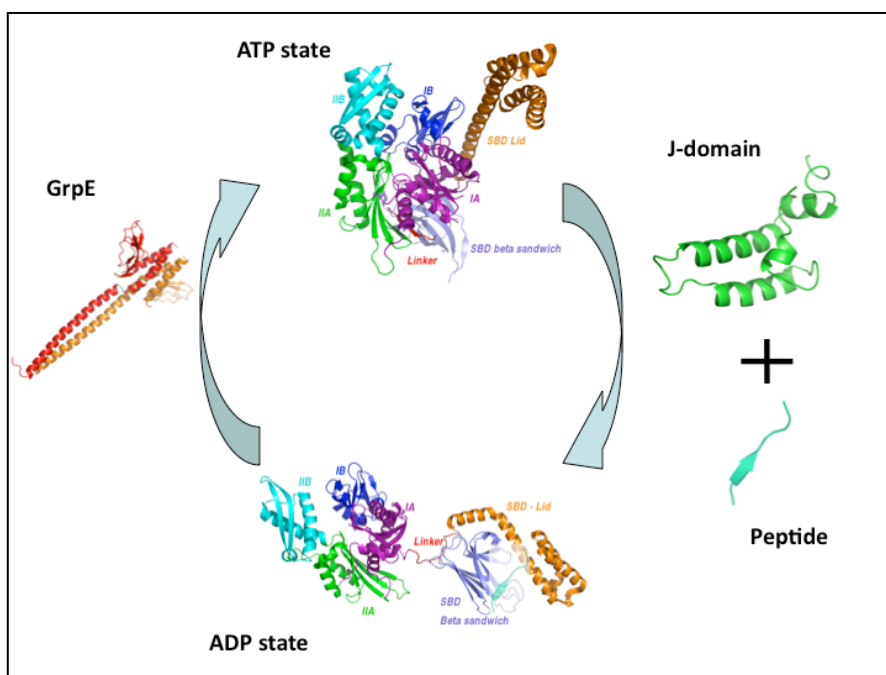 ATP state
IIB
IB
SBD Lid
J-domain
GrpE
IIA
IA
SBD beta sandwich
Linker
IIB
IB
IA
SBD - Lid
Linker
Peptide
IIA
SBD
Beta sandwich
ADP state